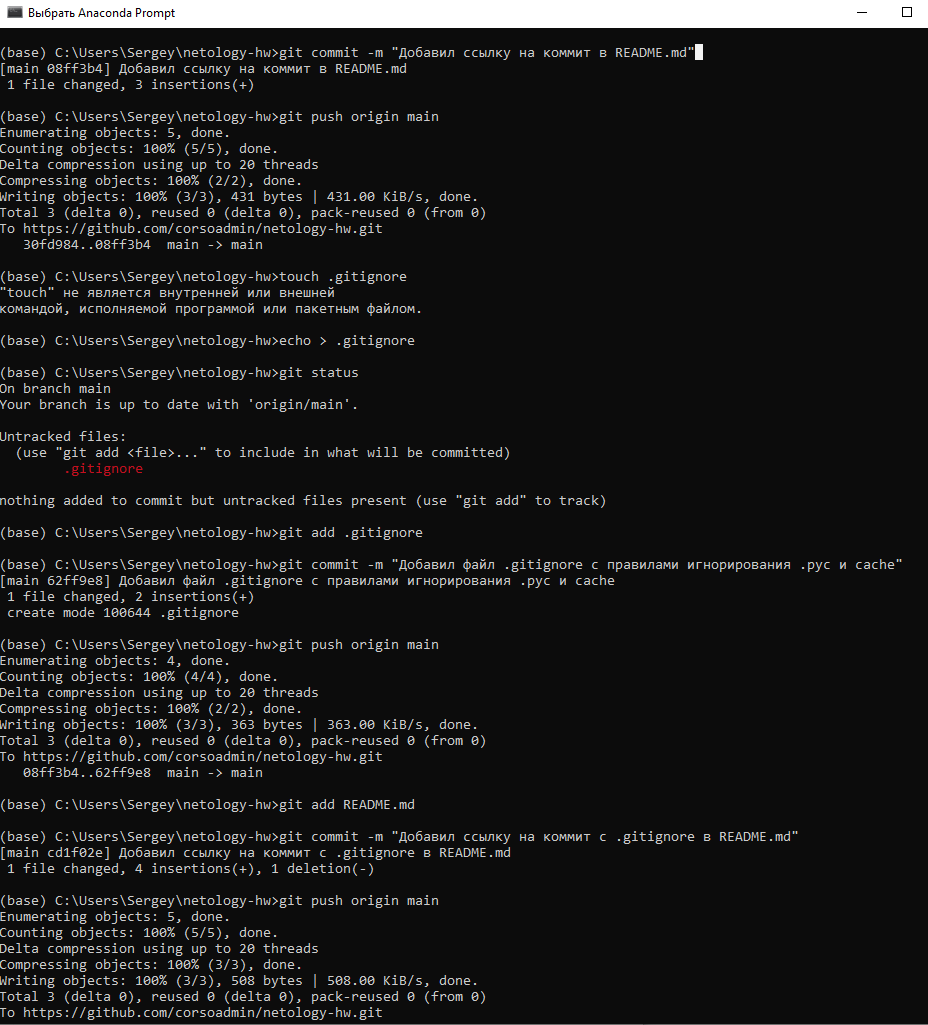 Выбрать Anaconda Prompt
(base) C:\Users\Sergey\netology-hw>git commit -m "Добавил ссылку на коммит в README.md"
[main 08ff3b4] Добавил ссылку на коммит в README.md
 1 file changed, 3 insertions(+)
(base) C:\Users\Sergey\netology-hw>git push origin main
Enumerating objects: 5, done.
Counting objects: 100% (5/5), done.
Delta compression using up to 20 threads
Compressing objects: 100% (2/2), done.
Writing objects: 100% (3/3), 431 bytes | 431.00 KiB/s, done.
Total 3 (delta 0), reused 0 (delta 0), pack-reused 0 (from 0)
To https://github.com/corsoadmin/netology-hw.git
   30fd984..08ff3b4  main -> main
(base) C:\Users\Sergey\netology-hw>touch .gitignore
"touch" не является внутренней или внешней
командой, исполняемой программой или пакетным файлом.
(base) C:\Users\Sergey\netology-hw>echo > .gitignore
(base) C:\Users\Sergey\netology-hw>git status
On branch main
Your branch is up to date with 'origin/main'.
Untracked files:
  (use "git add <file>..." to include in what will be committed)
        .gitignore
nothing added to commit but untracked files present (use "git add" to track)
(base) C:\Users\Sergey\netology-hw>git add .gitignore
(base) C:\Users\Sergey\netology-hw>git commit -m "Добавил файл .gitignore с правилами игнорирования .pyc и cache"
[main 62ff9e8] Добавил файл .gitignore с правилами игнорирования .pyc и cache
 1 file changed, 2 insertions(+)
 create mode 100644 .gitignore
(base) C:\Users\Sergey\netology-hw>git push origin main
Enumerating objects: 4, done.
Counting objects: 100% (4/4), done.
Delta compression using up to 20 threads
Compressing objects: 100% (2/2), done.
Writing objects: 100% (3/3), 363 bytes | 363.00 KiB/s, done.
Total 3 (delta 0), reused 0 (delta 0), pack-reused 0 (from 0)
To https://github.com/corsoadmin/netology-hw.git
   08ff3b4..62ff9e8  main -> main
(base) C:\Users\Sergey\netology-hw>git add README.md
(base) C:\Users\Sergey\netology-hw>git commit -m "Добавил ссылку на коммит с .gitignore в README.md"
[main cd1f02e] Добавил ссылку на коммит с .gitignore в README.md
 1 file changed, 4 insertions(+), 1 deletion(-)
(base) C:\Users\Sergey\netology-hw>git push origin main
Enumerating objects: 5, done.
Counting objects: 100% (5/5), done.
Delta compression using up to 20 threads
Compressing objects: 100% (3/3), done.
Writing objects: 100% (3/3), 508 bytes | 508.00 KiB/s, done.
Total 3 (delta 0), reused 0 (delta 0), pack-reused 0 (from 0)
To https://github.com/corsoadmin/netology-hw.git